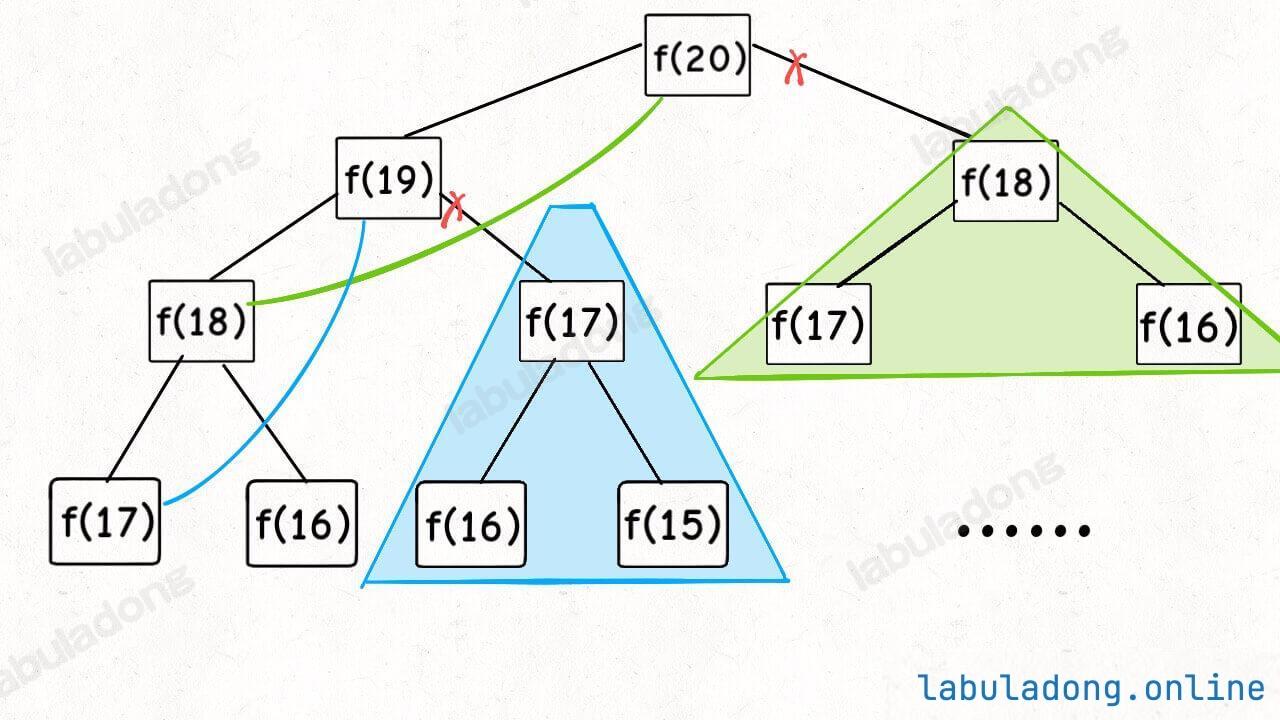 f(20)
f(19)
f(18)
f(18)
f(17)
f(17)
f(16)
f(17)
f(16)
f(16)
f(15)
......
labuladong
labuladong
labuladong
labuladong
labuladong
labuladong.online